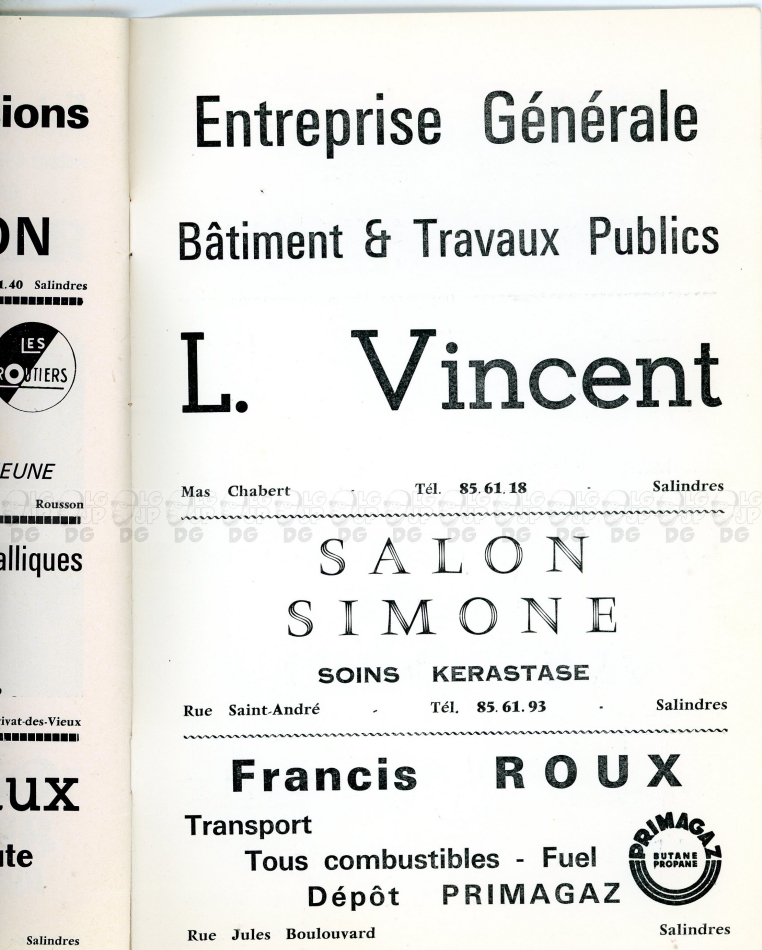 ions
ON
1.40 Salindres
LES
ROUTIERS
EUNE
Rousson
alliques
ivat-des-Vieux
aux
ute
Salindres
Entreprise Générale
Bâtiment & Travaux Publics
L. Vincent
Mas Chabert - Tél. 85.61.18 - Salindres
SALON
SIMONE
SOINS KERASTASE
Rue Saint-André - Tél. 85.61.93 - Salindres
Francis ROUX
Transport
Tous combustibles - Fuel
Dépôt PRIMAGAZ
PRIMAGAZ
BUTANE
PROPANE
Rue Jules Boulouvard Salindres